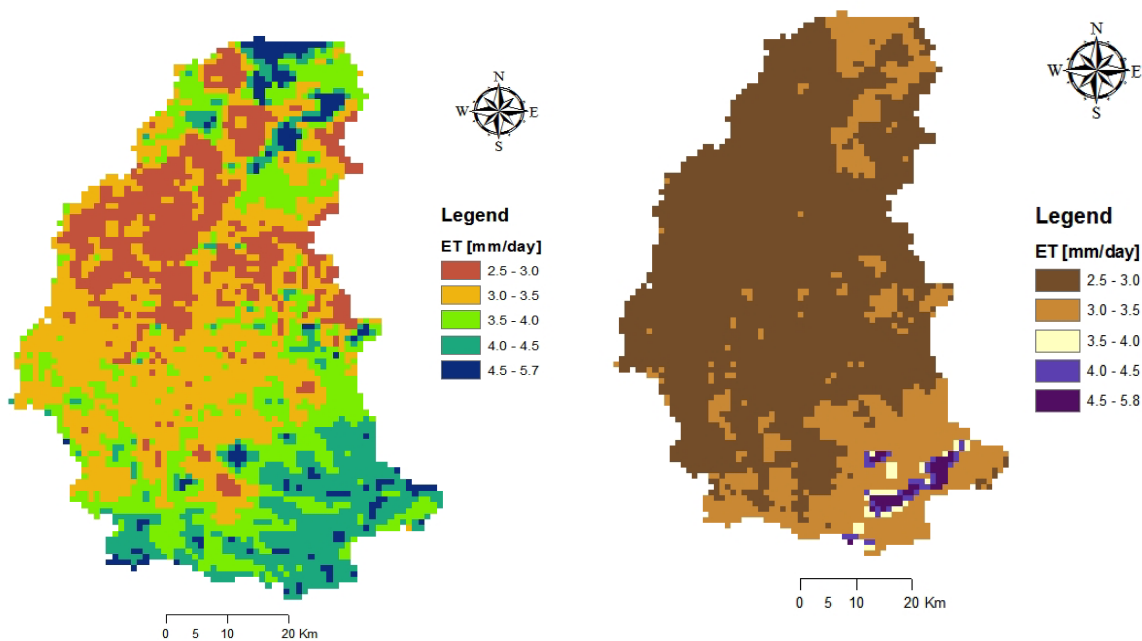 N
W E
S
Legend
ET [mm/day]
2.5 - 3.0
3.0 - 3.5
3.5 - 4.0
4.0 - 4.5
4.5 - 5.7
0 5 10 20 Km
N
W E
S
Legend
ET [mm/day]
2.5 - 3.0
3.0 - 3.5
3.5 - 4.0
4.0 - 4.5
4.5 - 5.8
0 5 10 20 Km